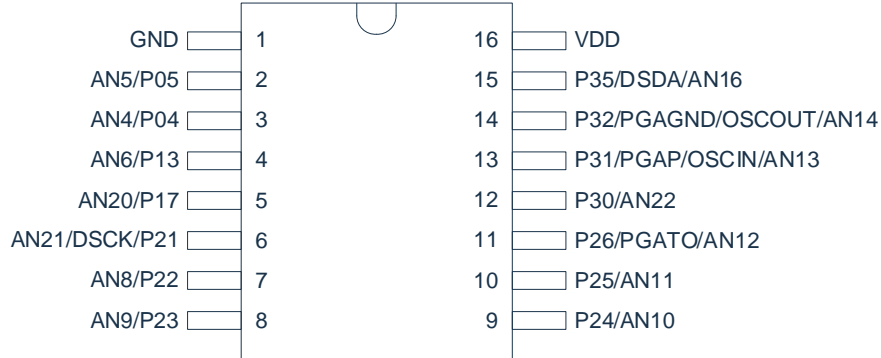 GND 1 16 VDD
AN5/P05 2 15 P35/DSDA/AN16
AN4/P04 3 14 P32/PGAGND/OSCOUT/AN14
AN6/P13 4 13 P31/PGAP/OSCIN/AN13
AN20/P17 5 12 P30/AN22
AN21/DSCK/P21 6 11 P26/PGATO/AN12
AN8/P22 7 10 P25/AN11
AN9/P23 8 9 P24/AN10